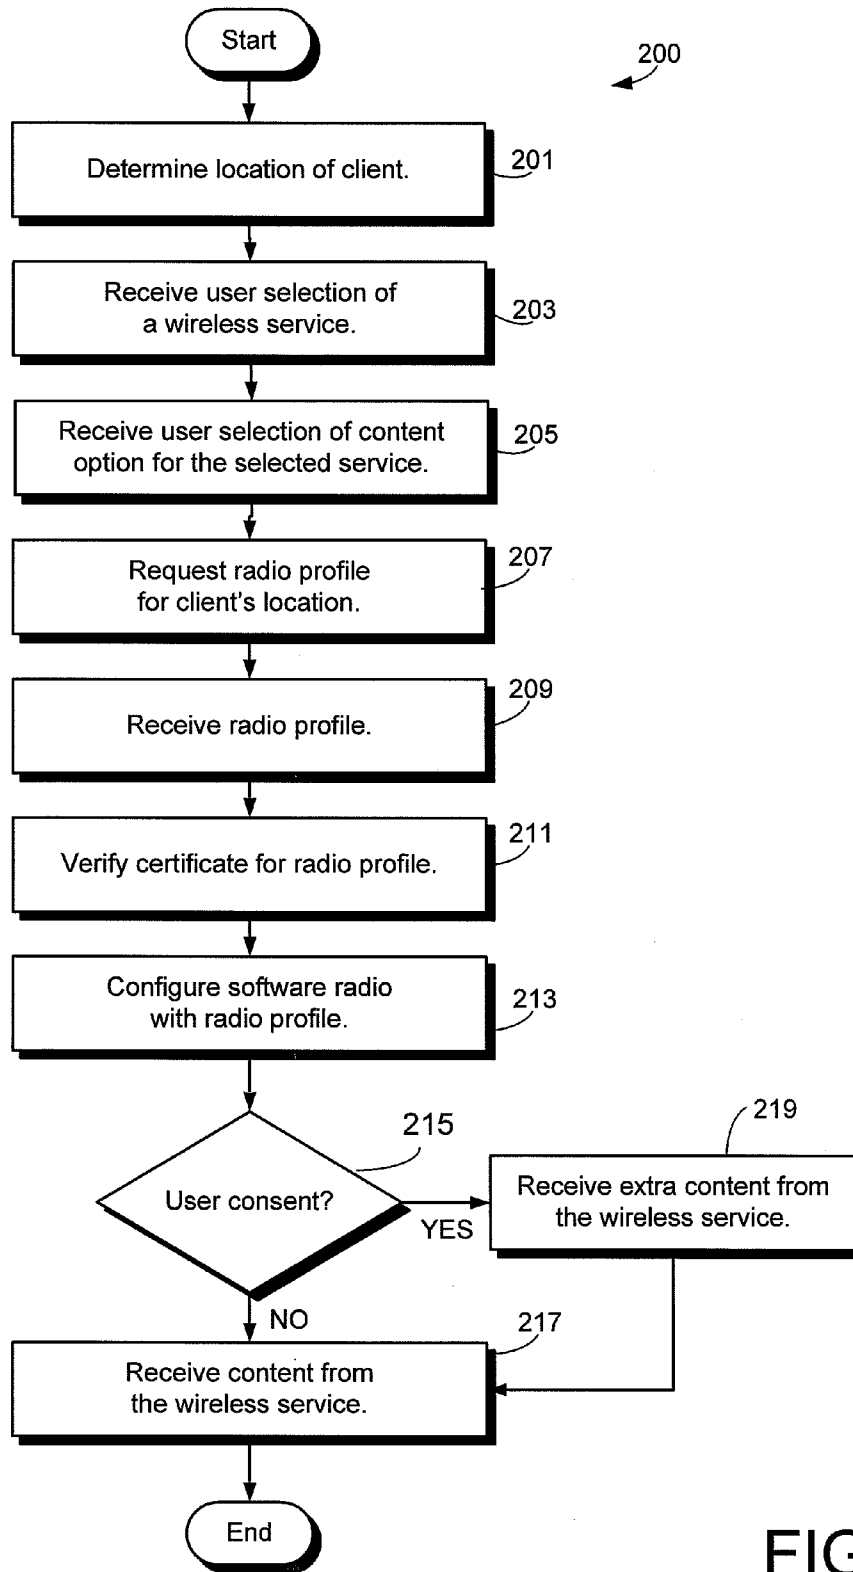 Start
200
Determine location of client.
201
Receive user selection of
a wireless service.
203
Receive user selection of content
option for the selected service.
205
Request radio profile
for client's location.
207
Receive radio profile.
209
Verify certificate for radio profile.
211
Configure software radio
with radio profile.
213
User consent?
215
YES
219
Receive extra content from
the wireless service.
NO
217
Receive content from
the wireless service.
End
FIG